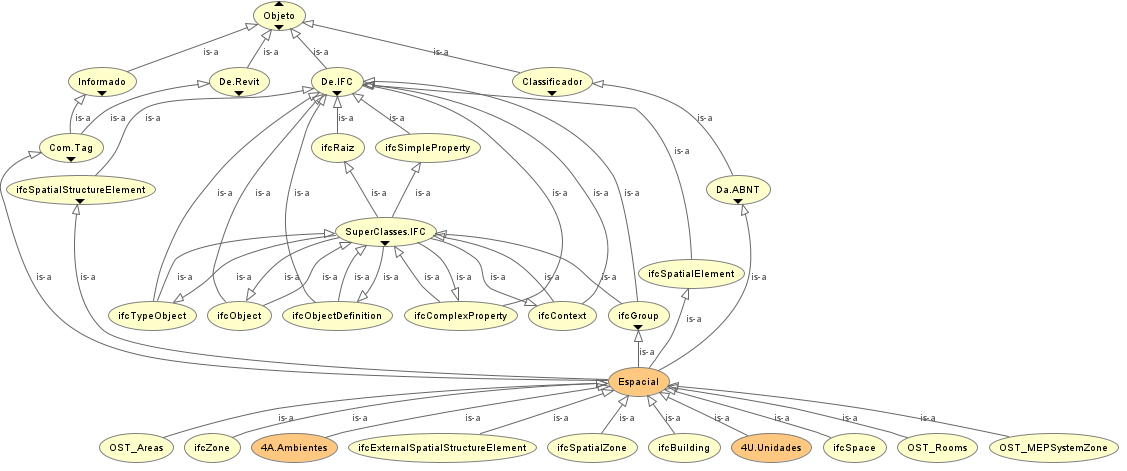 Objeto
is-a is-a is-a is-a
Informado De.Revit De.IFC Classificador
is-a is-a is-a is-a
Com.Tag ifcRaiz ifcSimpleProperty is-a
ifcSpatialStructureElement is-a is-a is-a is-a is-a is-a is-a Da.ABNT
SuperClasses.IFC
is-a is-a is-a is-a is-a is-a is-a is-a is-a is-a is-a ifcSpatialElement is-a
ifcTypeObject ifcObject ifcObjectDefinition ifcComplexProperty ifcContext ifcGroup is-a
is-a
Espacial
is-a is-a is-a is-a is-a is-a is-a is-a is-a is-a
OST_Areas ifcZone 4A.Ambientes ifcExternalSpatialStructureElement ifcSpatialZone ifcBuilding 4U.Unidades ifcSpace OST_Rooms OST_MEPSystemZone